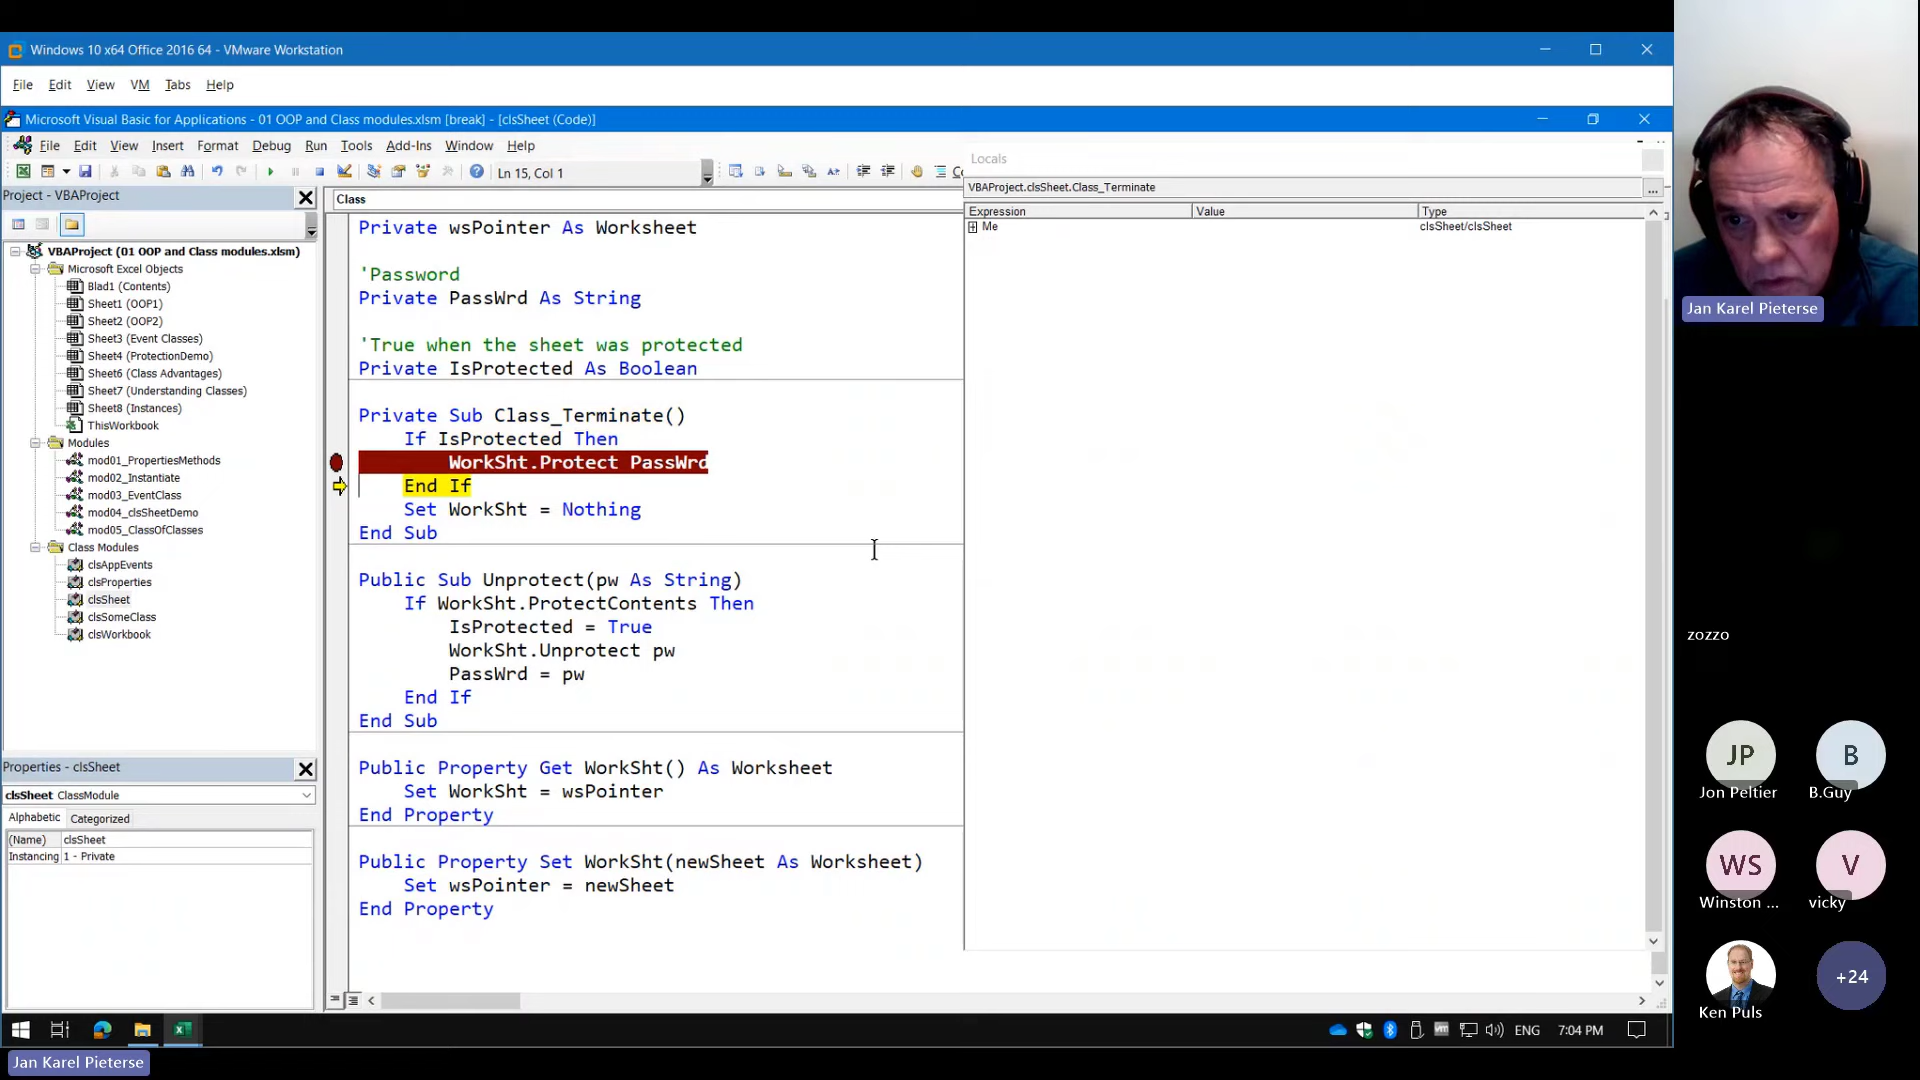 Windows 10 x64 Office 2016 64 - VMware Workstation
File Edit View VM Tabs Help
Microsoft Visual Basic for Applications - 01 OOP and Class modules.xlsm [break] - [clsSheet (Code)]
File Edit View Insert Format Debug Run Tools Add-Ins Window Help
Ln 15, Col 1
Project - VBAProject
VBAProject (01 OOP and Class modules.xlsm)
Microsoft Excel Objects
Blad1 (Contents)
Sheet1 (OOP1)
Sheet2 (OOP2)
Sheet3 (Event Classes)
Sheet4 (ProtectionDemo)
Sheet6 (Class Advantages)
Sheet7 (Understanding Classes)
Sheet8 (Instances)
ThisWorkbook
Modules
mod01_PropertiesMethods
mod02_Instantiate
mod03_EventClass
mod04_clsSheetDemo
mod05_ClassOfClasses
Class Modules
clsAppEvents
clsProperties
clsSheet
clsSomeClass
clsWorkbook
Properties - clsSheet
clsSheet ClassModule
Alphabetic Categorized
(Name) clsSheet
Instancing 1 - Private
Class
Private wsPointer As Worksheet
'Password
Private PassWrd As String
'True when the sheet was protected
Private IsProtected As Boolean
Private Sub Class_Terminate()
If IsProtected Then
WorkSht.Protect PassWrd
End If
Set WorkSht = Nothing
End Sub
Public Sub Unprotect(pw As String)
If WorkSht.ProtectContents Then
IsProtected = True
WorkSht.Unprotect pw
PassWrd = pw
End If
End Sub
Public Property Get WorkSht() As Worksheet
Set WorkSht = wsPointer
End Property
Public Property Set WorkSht(newSheet As Worksheet)
Set wsPointer = newSheet
End Property
Locals
VBAProject.clsSheet.Class_Terminate
...
Expression Value Type
Me clsSheet/clsSheet
ENG 7:04 PM
Jan Karel Pieterse
Jan Karel Pieterse
zozzo
JP B
Jon Peltier B.Guy
WS V
Winston ... vicky
+24
Ken Puls